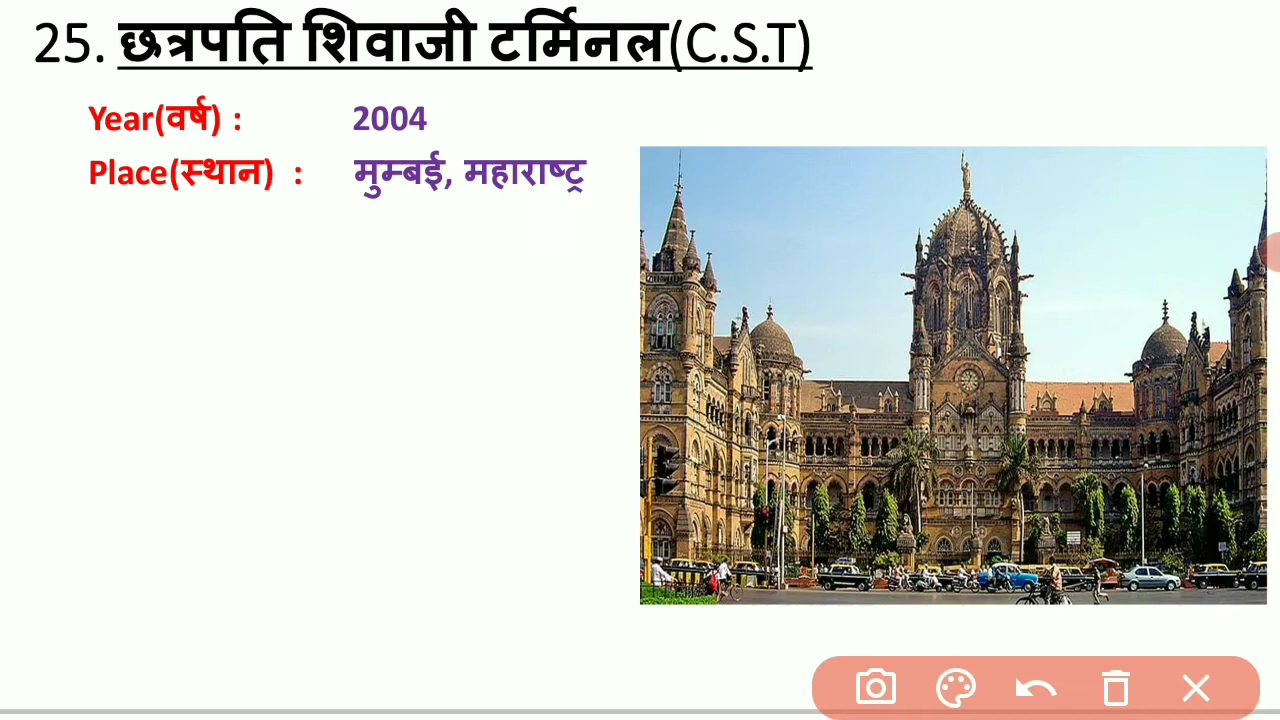 25. छत्रपति शिवाजी टर्मिनल(C.S.T)
Year(वर्ष) : 2004
Place(स्थान) : मुम्बई, महाराष्ट्र